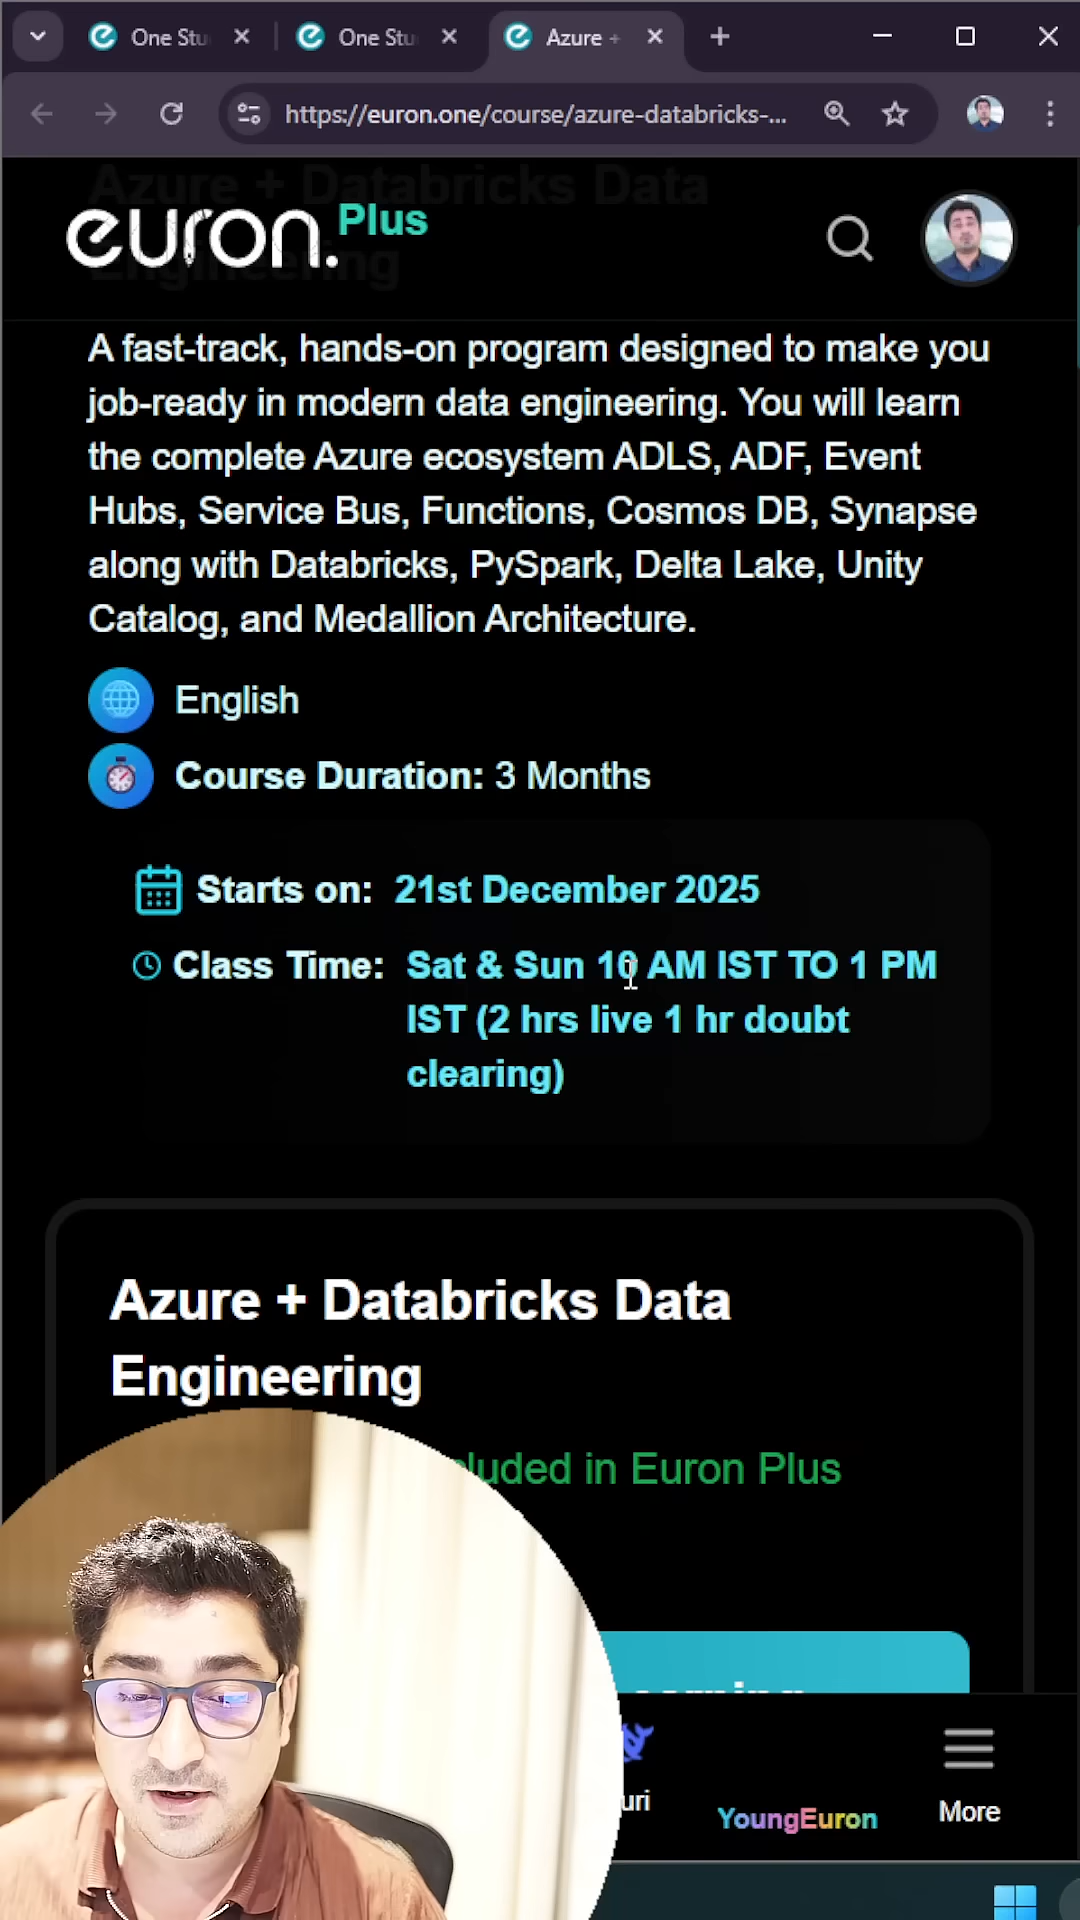 One Stu
One Stu
Azure +
https://euron.one/course/azure-databricks-...
Azure + Databricks Data
Engineering
euron.
Plus
A fast-track, hands-on program designed to make you
job-ready in modern data engineering. You will learn
the complete Azure ecosystem ADLS, ADF, Event
Hubs, Service Bus, Functions, Cosmos DB, Synapse
along with Databricks, PySpark, Delta Lake, Unity
Catalog, and Medallion Architecture.
English
Course Duration: 3 Months
Starts on: 21st December 2025
Class Time: Sat & Sun 10 AM IST TO 1 PM
IST (2 hrs live 1 hr doubt
clearing)
Azure + Databricks Data
Engineering
in Euron Plus
YoungEuron
More